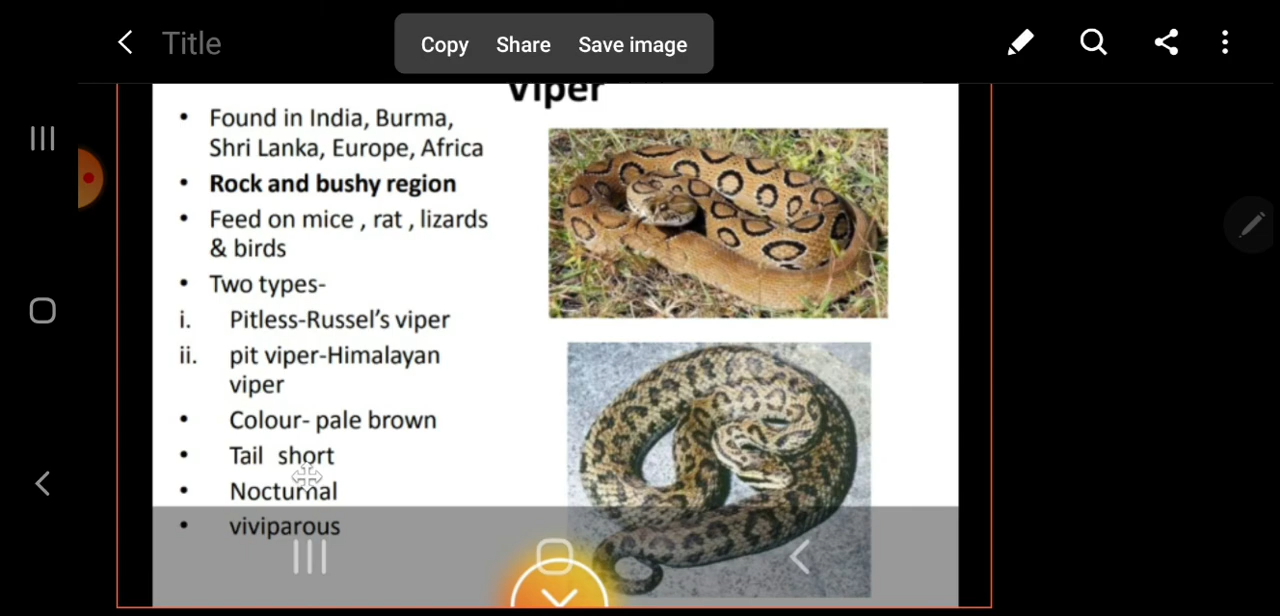 Title
Copy Share Save image
Viper
• Found in India, Burma,
Shri Lanka, Europe, Africa
• Rock and bushy region
• Feed on mice , rat , lizards
& birds
• Two types-
i. Pitless-Russel’s viper
ii. pit viper-Himalayan
viper
• Colour- pale brown
• Tail short
• Nocturnal
• viviparous